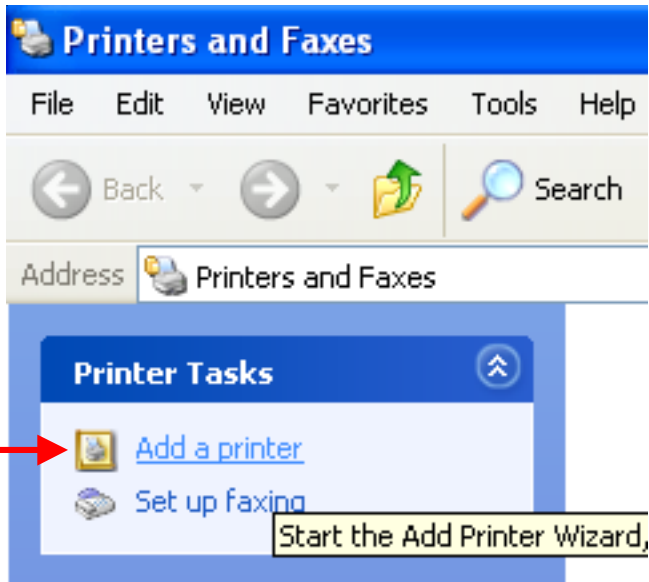 Printers and Faxes
File Edit View Favorites Tools Help
Back Search
Address Printers and Faxes
Printer Tasks
Add a printer
Set up faxing
Start the Add Printer Wizard,